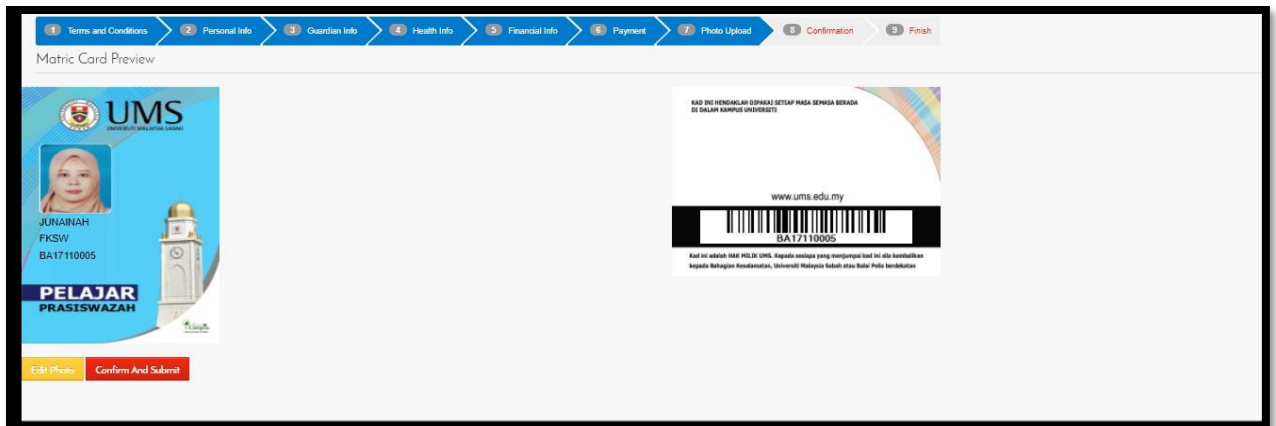 1 Terms and Conditions 2 Personal Info 3 Guardian Info 4 Health Info 5 Financial Info 6 Payment 7 Photo Upload 8 Confirmation 9 Finish
Matric Card Preview
UMS
UNIVERSITI MALAYSIA SABAH
JUNAINAH
FKSW
BA17110005
PELAJAR
PRASISWAZAH
KAD INI HENDAKLAH DIPAKAI SETIAP MASA SEMASA BERADA
DI DALAM KAMPUS UNIVERSITI
www.ums.edu.my
BA17110005
Kad ini adalah HAK MILIK UMS. Kepada sesiapa yang menjumpai kad ini sila kembalikan
kepada Bahagian Keselamatan, Universiti Malaysia Sabah atau Balai Polis berdekatan
Edit Photo Confirm And Submit